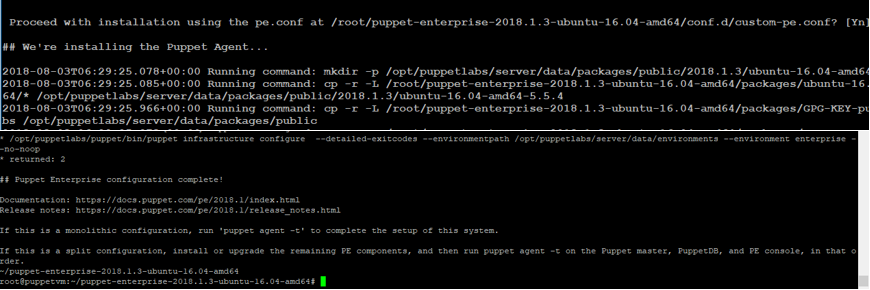 Proceed with installation using the pe.conf at /root/puppet-enterprise-2018.1.3-ubuntu-16.04-amd64/conf.d/custom-pe.conf? [Yn]
## We're installing the Puppet Agent...
2018-08-03T06:29:25.078+00:00 Running command: mkdir -p /opt/puppetlabs/server/data/packages/public/2018.1.3/ubuntu-16.04-amd64
2018-08-03T06:29:25.085+00:00 Running command: cp -r -L /root/puppet-enterprise-2018.1.3-ubuntu-16.04-amd64/packages/ubuntu-16.
64/* /opt/puppetlabs/server/data/packages/public/2018.1.3/ubuntu-16.04-amd64-5.5.4
2018-08-03T06:29:25.966+00:00 Running command: cp -r -L /root/puppet-enterprise-2018.1.3-ubuntu-16.04-amd64/packages/GPG-KEY-pu
bs /opt/puppetlabs/server/data/packages/public
* /opt/puppetlabs/puppet/bin/puppet infrastructure configure --detailed-exitcodes --environmentpath /opt/puppetlabs/server/data/environments --environment enterprise -
-no-noop
* returned: 2
## Puppet Enterprise configuration complete!
Documentation: https://docs.puppet.com/pe/2018.1/index.html
Release notes: https://docs.puppet.com/pe/2018.1/release_notes.html
If this is a monolithic configuration, run 'puppet agent -t' to complete the setup of this system.
If this is a split configuration, install or upgrade the remaining PE components, and then run puppet agent -t on the Puppet master, PuppetDB, and PE console, in that o
rder.
~/puppet-enterprise-2018.1.3-ubuntu-16.04-amd64
root@puppetvm:~/puppet-enterprise-2018.1.3-ubuntu-16.04-amd64#